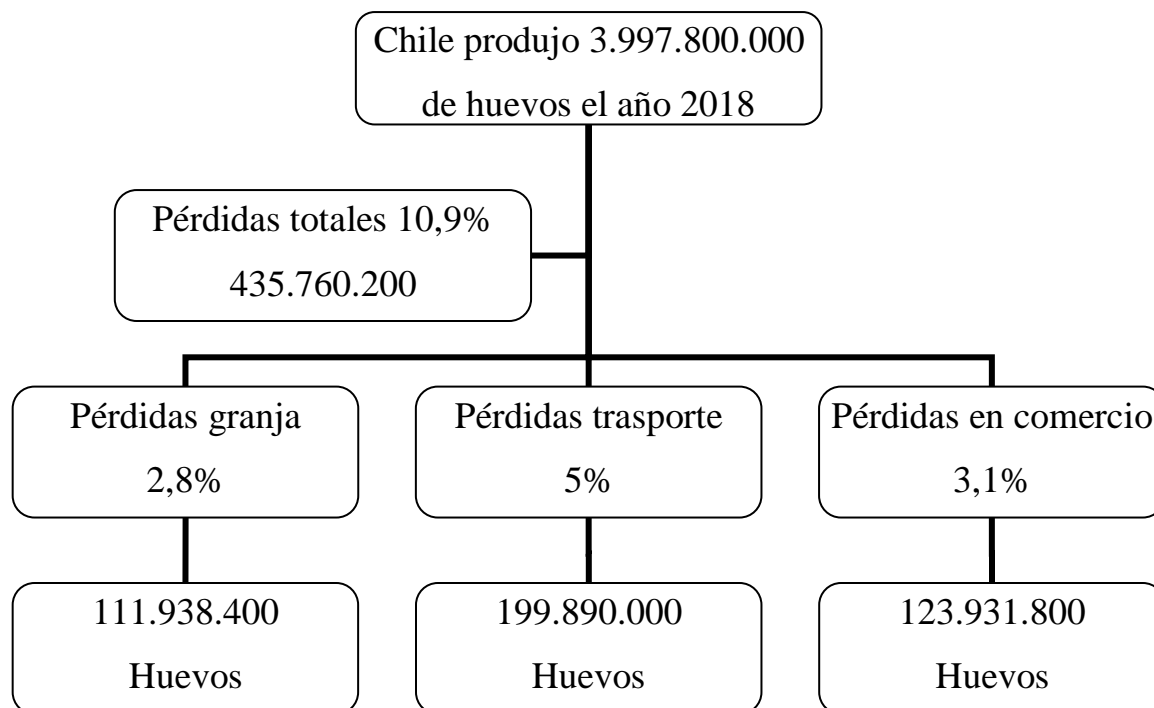 Chile produjo 3.997.800.000
de huevos el año 2018
Pérdidas totales 10,9%
435.760.200
Pérdidas granja
2,8%
Pérdidas trasporte
5%
Pérdidas en comercio
3,1%
111.938.400
Huevos
199.890.000
Huevos
123.931.800
Huevos